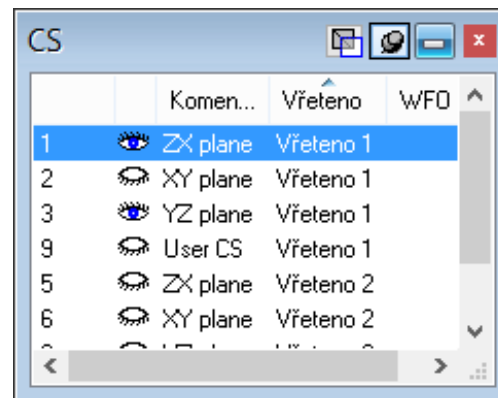 CS
Komen... Vřeteno WFO
1 ZX plane Vřeteno 1
2 XY plane Vřeteno 1
3 YZ plane Vřeteno 1
9 User CS Vřeteno 1
5 ZX plane Vřeteno 2
6 XY plane Vřeteno 2